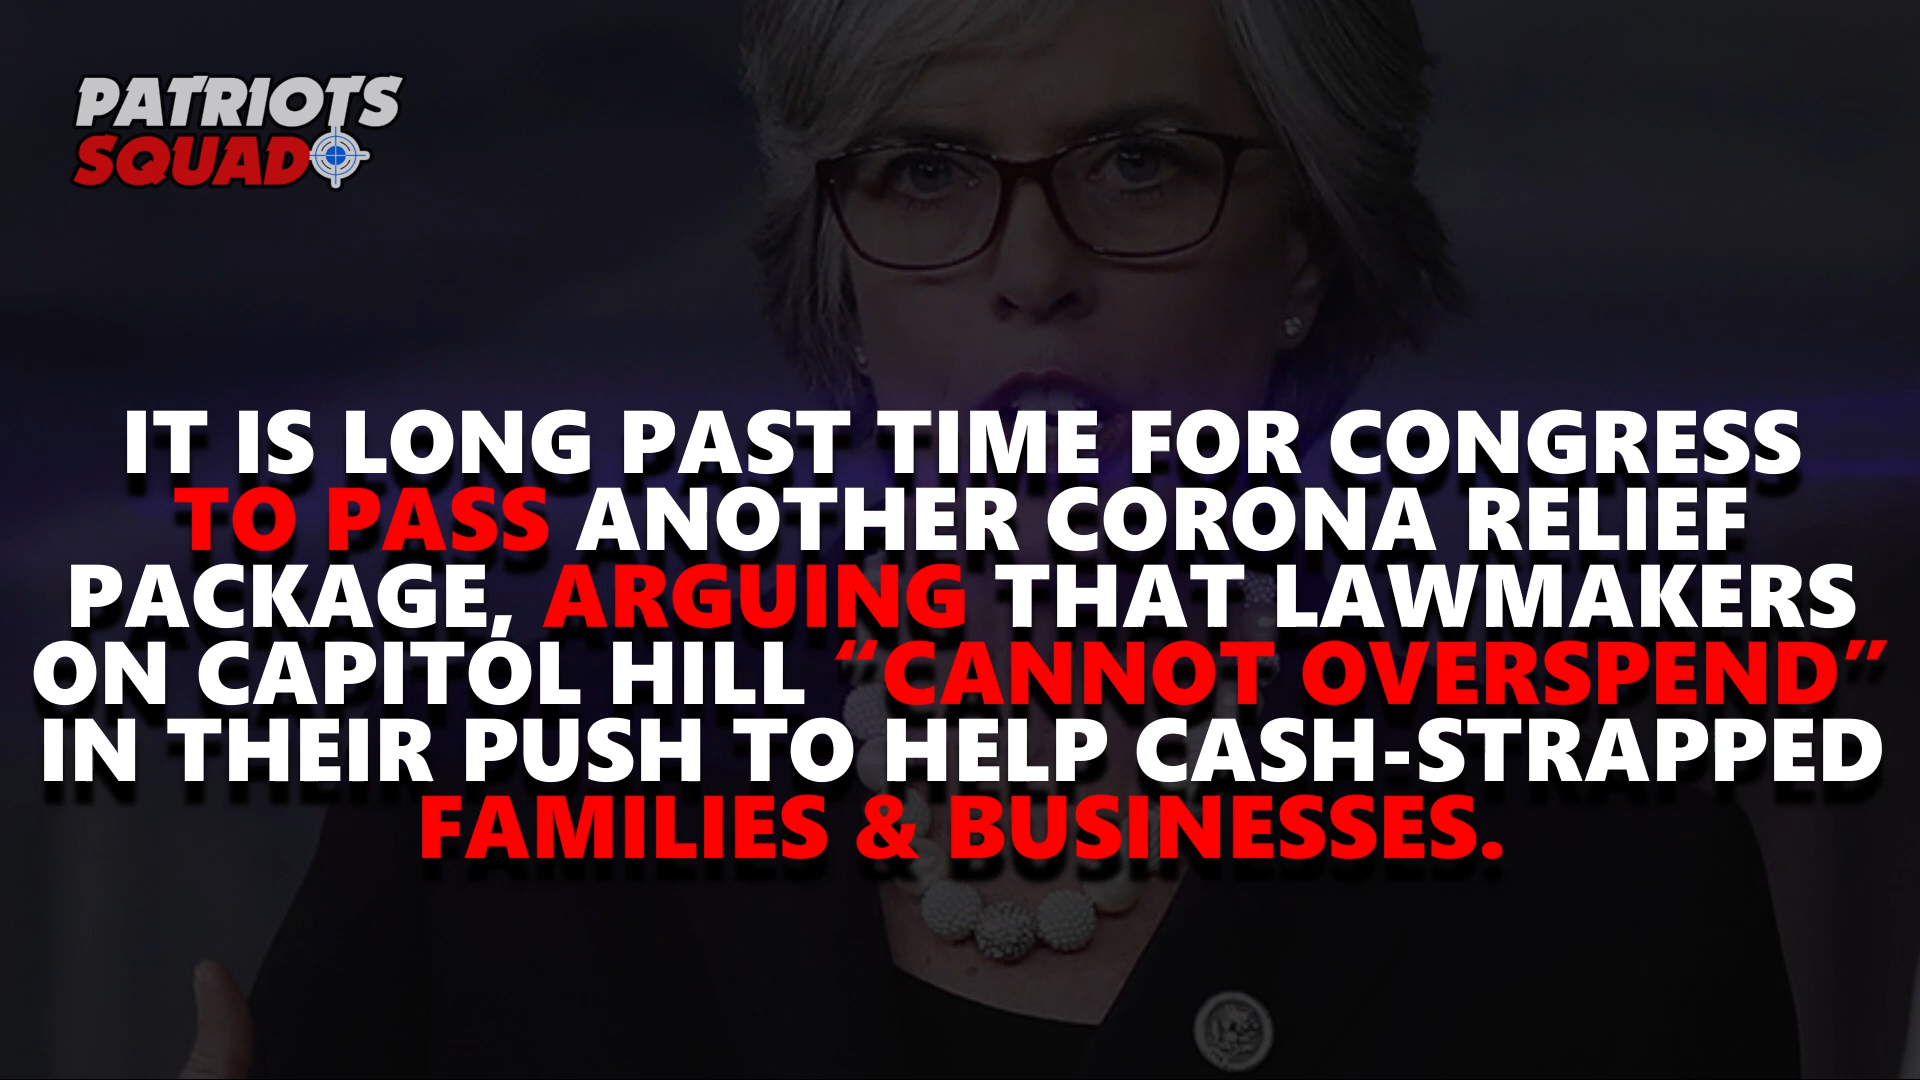 PATRIOTS
SQUAD
IT IS LONG PAST TIME FOR CONGRESS
TO PASS ANOTHER CORONA RELIEF
PACKAGE, ARGUING THAT LAWMAKERS
ON CAPITOL HILL “CANNOT OVERSPEND”
IN THEIR PUSH TO HELP CASH-STRAPPED
FAMILIES & BUSINESSES.